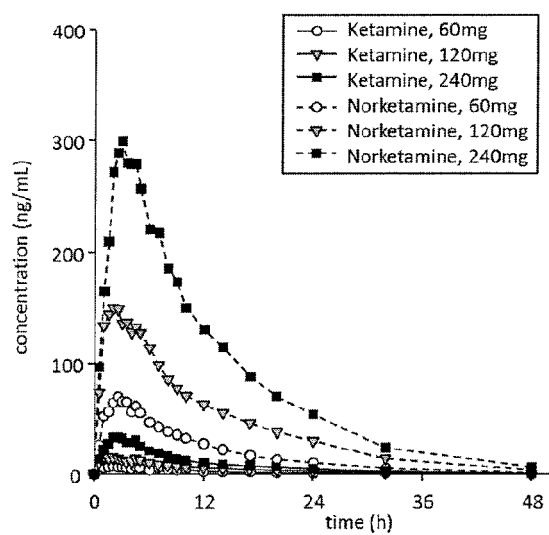 400
300
200
100
0
concentration (ng/mL)
Ketamine, 60mg
Ketamine, 120mg
Ketamine, 240mg
Norketamine, 60mg
Norketamine, 120mg
Norketamine, 240mg
0 12 24 36 48
time (h)